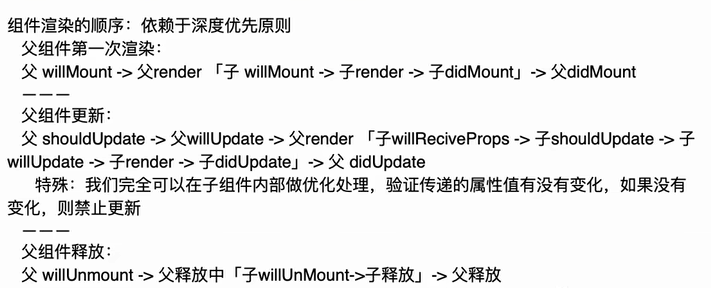 组件渲染的顺序：依赖于深度优先原则
父组件第一次渲染：
父 willMount -> 父render「子 willMount -> 子render -> 子didMount」-> 父didMount
———
父组件更新：
父 shouldUpdate -> 父willUpdate -> 父render 「子willReciveProps -> 子shouldUpdate -> 子
willUpdate -> 子render -> 子didUpdate」-> 父 didUpdate
特殊：我们完全可以在子组件内部做优化处理，验证传递的属性值有没有变化，如果没有
变化，则禁止更新
———
父组件释放：
父 willUnmount -> 父释放中「子willUnMount->子释放」-> 父释放